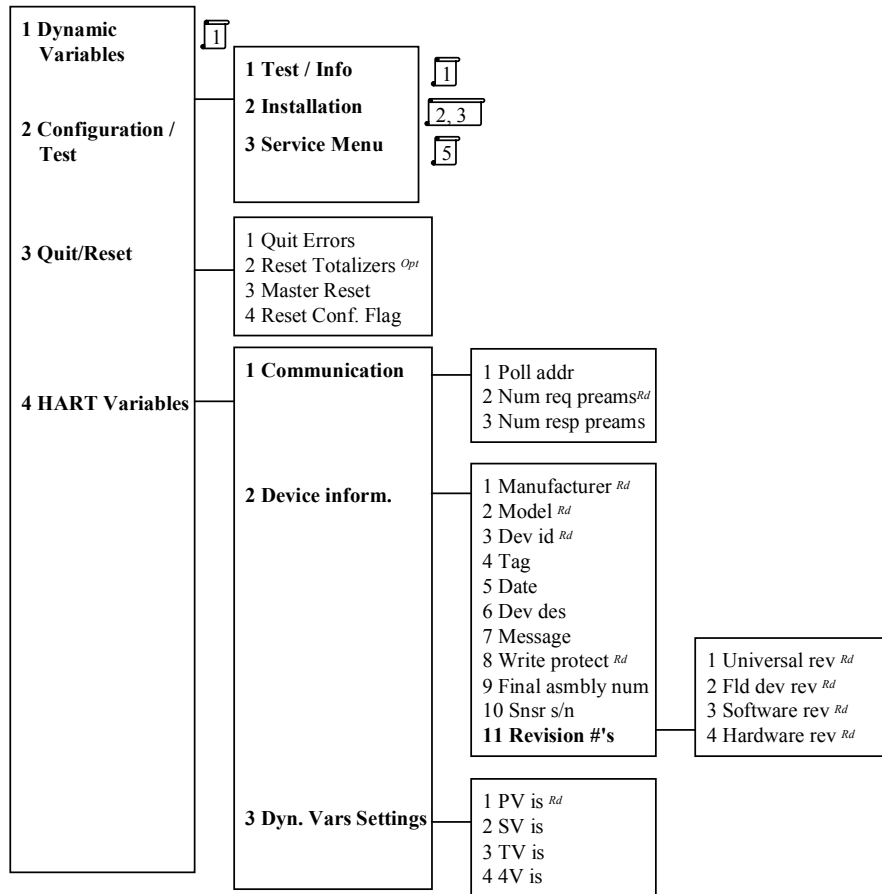 1 Dynamic
Variables
1
2 Configuration /
Test
3 Quit/Reset
4 HART Variables
1 Test / Info
1
2 Installation
2, 3
3 Service Menu
5
1 Quit Errors
2 Reset Totalizers Opt
3 Master Reset
4 Reset Conf. Flag
1 Communication
2 Device inform.
3 Dyn. Vars Settings
1 Poll addr
2 Num req preams Rd
3 Num resp preams
1 Manufacturer Rd
2 Model Rd
3 Dev id Rd
4 Tag
5 Date
6 Dev des
7 Message
8 Write protect Rd
9 Final asmbly num
10 Snsr s/n
11 Revision #'s
1 Universal rev Rd
2 Fld dev rev Rd
3 Software rev Rd
4 Hardware rev Rd
1 PV is Rd
2 SV is
3 TV is
4 4V is